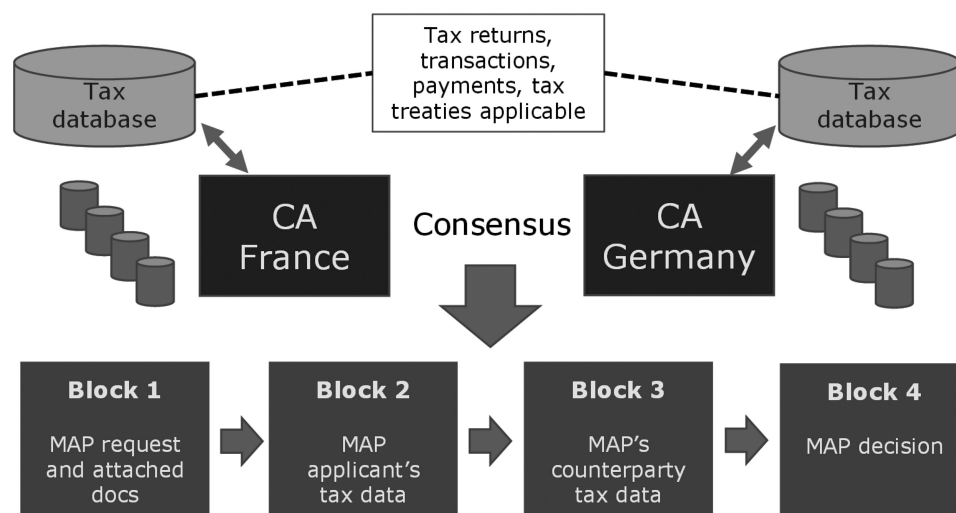 Tax returns,
transactions,
payments, tax
treaties applicable
Tax
database
Tax
database
CA
France
Consensus
CA
Germany
Block 1
MAP request
and attached
docs
Block 2
MAP
applicant's
tax data
Block 3
MAP's
counterparty
tax data
Block 4
MAP decision